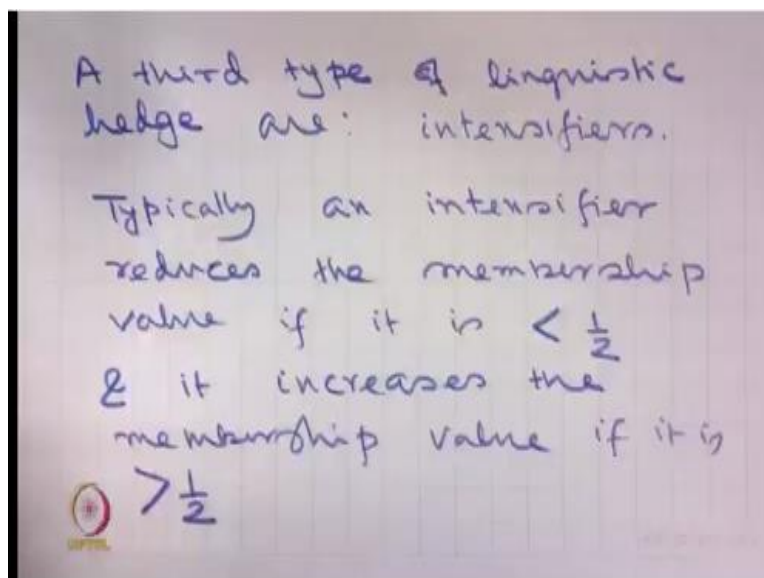 A third type of linguistic
hedge are: intensifiers.
Typically an intensifier
reduces the membership
value if it is < 1/2
& it increases the
membership value if it is
> 1/2
NPTEL